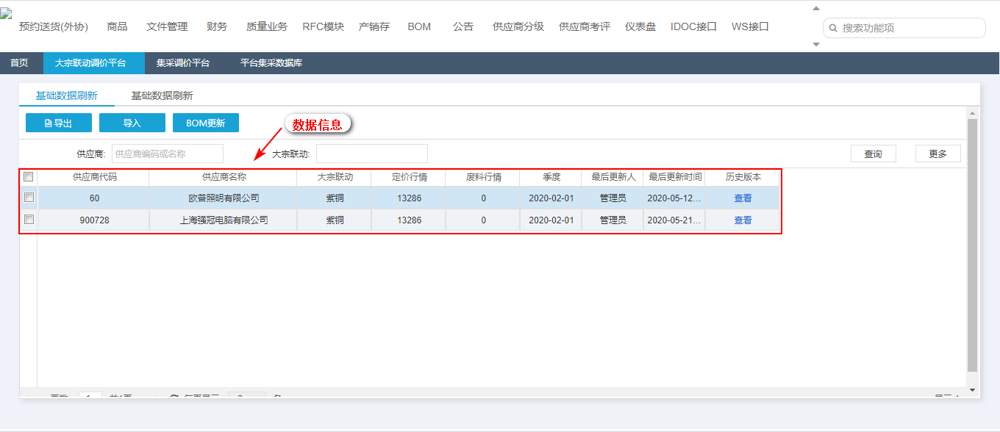 预约送货(外协) 商品 文件管理 财务 质量业务 RFC模块 产销存 BOM 公告 供应商分级 供应商考评 仪表盘 IDOC接口 WS接口 搜索功能项
首页 大宗联动调价平台 集采调价平台 平台集采数据库
基础数据刷新 基础数据刷新
导出 导入 BOM更新 数据信息
供应商: 供应商编码或名称 大宗联动: 查询 更多
供应商代码 供应商名称 大宗联动 定价行情 废料行情 季度 最后更新人 最后更新时间 历史版本
60 欧普照明有限公司 紫铜 13286 0 2020-02-01 管理员 2020-05-12... 查看
900728 上海强冠电脑有限公司 紫铜 13286 0 2020-02-01 管理员 2020-05-21... 查看